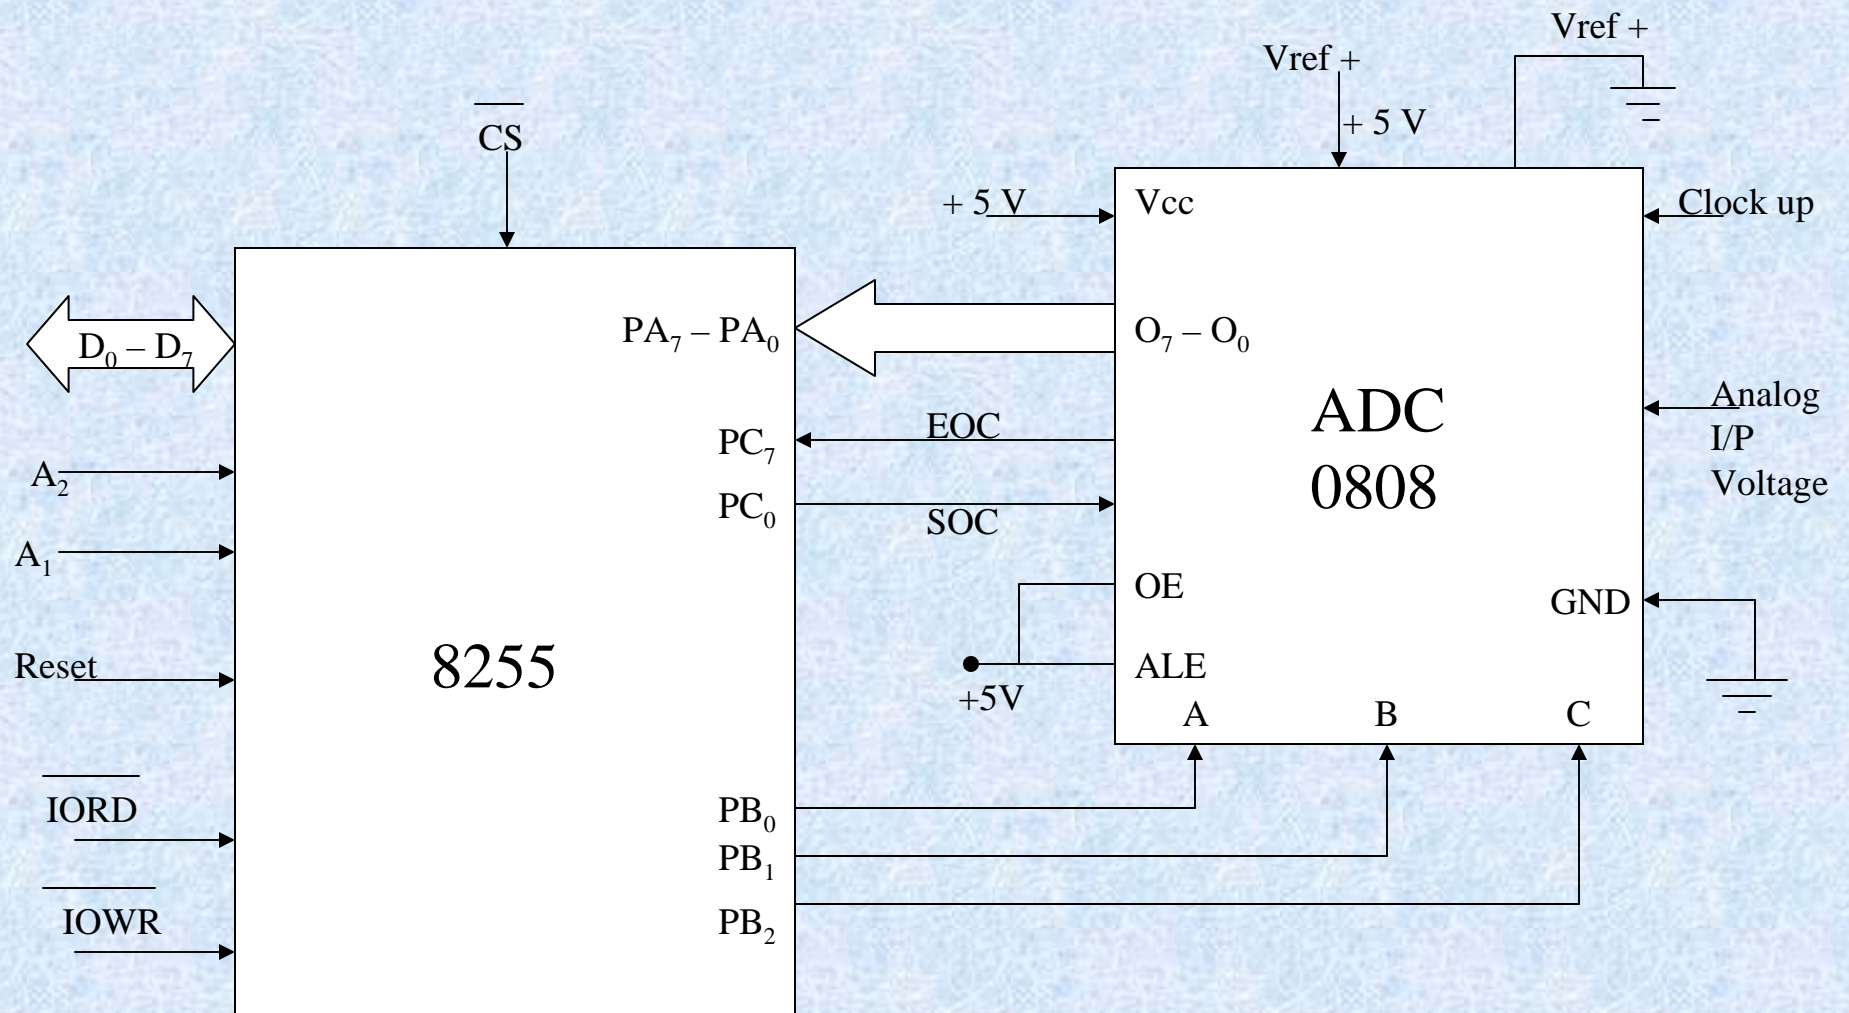 Vref +
Vref +
+ 5 V
CS
+ 5 V
Vcc
Clock up
D₀ – D₇
PA₇ – PA₀
O₇ – O₀
ADC
0808
Analog
I/P
Voltage
EOC
PC₇
A₂
PC₀
SOC
A₁
OE
GND
8255
Reset
ALE
+5V
A
B
C
IORD
PB₀
PB₁
IOWR
PB₂